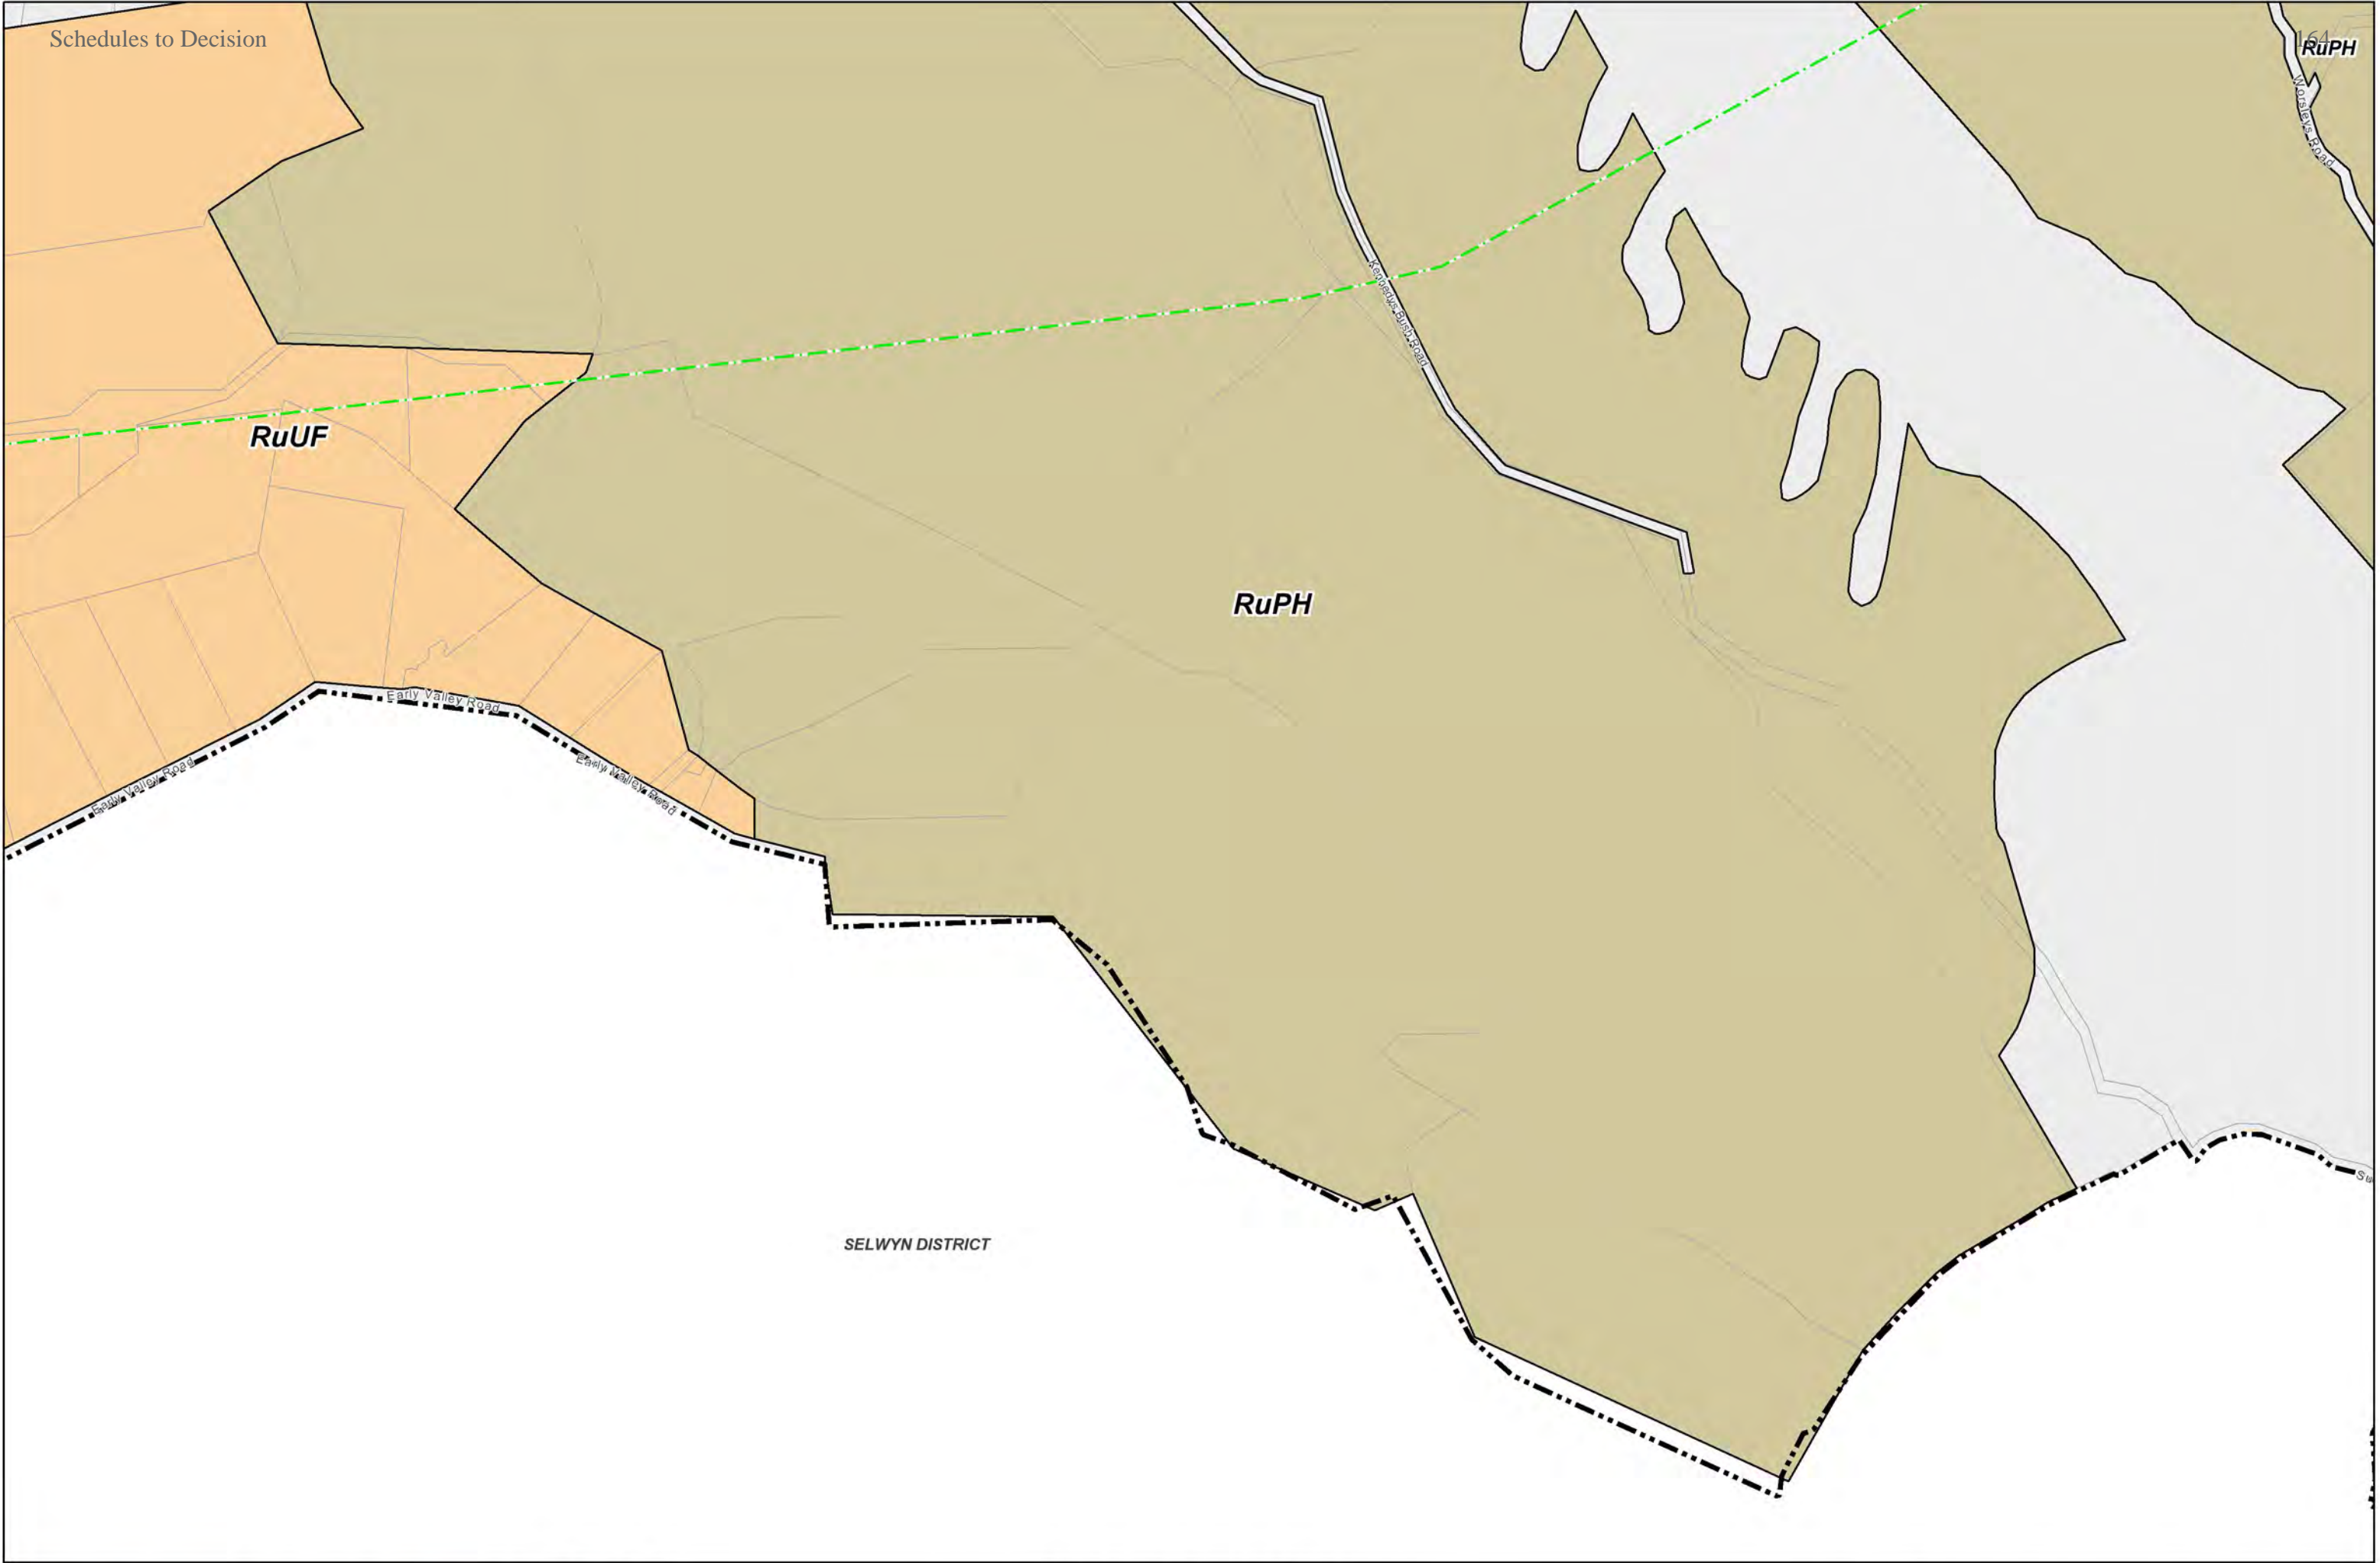 Schedules to Decision
164
RuPH
Worsleys Road
Kennedys Bush Road
RuUF
RuPH
Early Valley Road
Early Valley Road
Early Valley Road
SELWYN DISTRICT